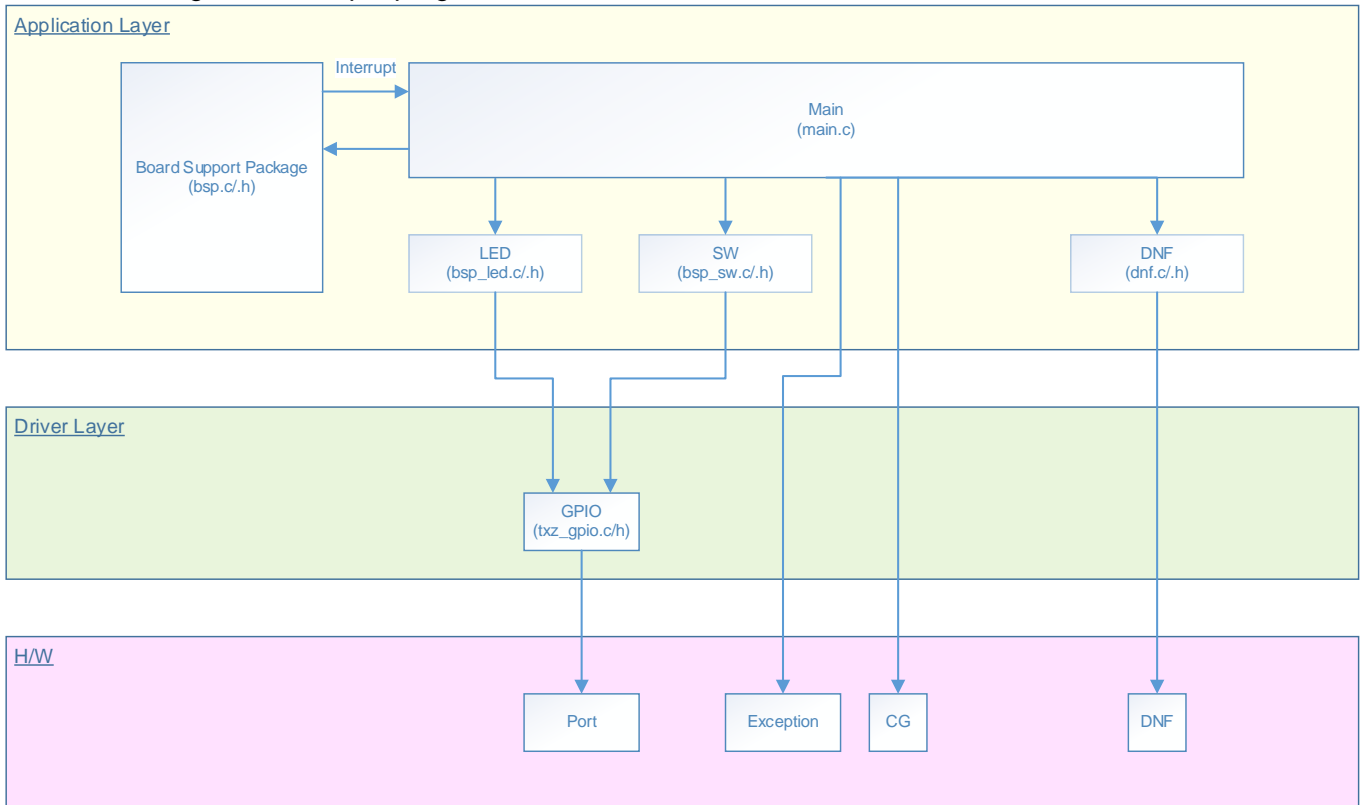 Application Layer
Interrupt
Main
(main.c)
Board Support Package
(bsp.c/.h)
LED
(bsp_led.c/.h)
SW
(bsp_sw.c/.h)
DNF
(dnf.c/.h)
Driver Layer
GPIO
(txz_gpio.c/h)
H/W
Port
Exception
CG
DNF